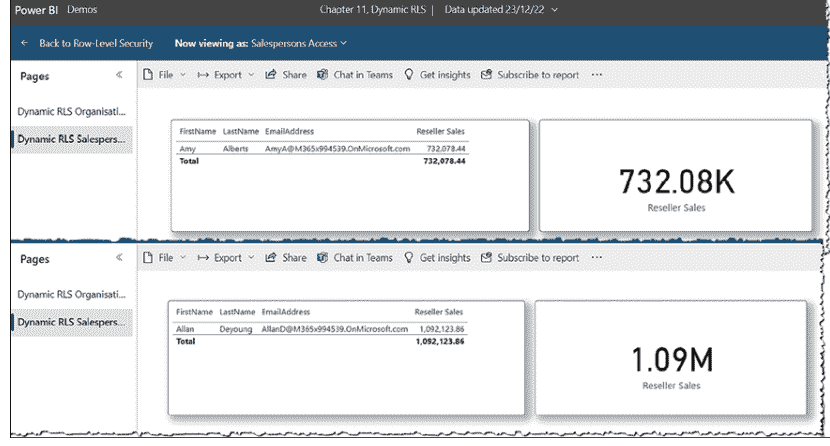 Power BI Demos Chapter 11, Dynamic RLS | Data updated 23/12/22
Back to Row-Level Security Now viewing as: Salespersons Access
Pages File Export Share Chat in Teams Get insights Subscribe to report ...
Dynamic RLS Organisati...
Dynamic RLS Salespers...
FirstName LastName EmailAddress Reseller Sales
Amy Alberts AmyA@M365x994539.OnMicrosoft.com 732,078.44
Total 732,078.44
732.08K
Reseller Sales
Pages File Export Share Chat in Teams Get insights Subscribe to report ...
Dynamic RLS Organisati...
Dynamic RLS Salespers...
FirstName LastName EmailAddress Reseller Sales
Allan Deyoung AllanD@M365x994539.OnMicrosoft.com 1,092,123.86
Total 1,092,123.86
1.09M
Reseller Sales